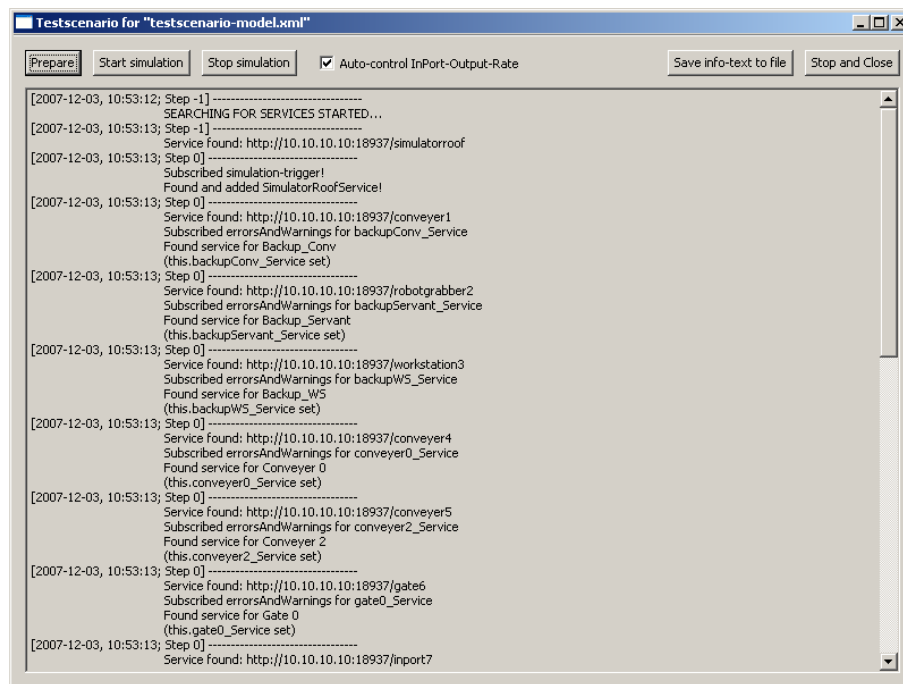 Testscenario for "testscenario-model.xml"
Prepare Start simulation Stop simulation Auto-control InPort-Output-Rate Save info-text to file Stop and Close
[2007-12-03, 10:53:12; Step -1] ----------------------------------
SEARCHING FOR SERVICES STARTED...
[2007-12-03, 10:53:13; Step -1] ----------------------------------
Service found: http://10.10.10.10:18937/simulatorroof
[2007-12-03, 10:53:13; Step 0] ----------------------------------
Subscribed simulation-trigger!
Found and added SimulatorRoofService!
[2007-12-03, 10:53:13; Step 0] ----------------------------------
Service found: http://10.10.10.10:18937/conveyer1
Subscribed errorsAndWarnings for backupConv_Service
Found service for Backup_Conv
(this.backupConv_Service set)
[2007-12-03, 10:53:13; Step 0] ----------------------------------
Service found: http://10.10.10.10:18937/robotgrabber2
Subscribed errorsAndWarnings for backupServant_Service
Found service for Backup_Servant
(this.backupServant_Service set)
[2007-12-03, 10:53:13; Step 0] ----------------------------------
Service found: http://10.10.10.10:18937/workstation3
Subscribed errorsAndWarnings for backupWS_Service
Found service for Backup_WS
(this.backupWS_Service set)
[2007-12-03, 10:53:13; Step 0] ----------------------------------
Service found: http://10.10.10.10:18937/conveyer4
Subscribed errorsAndWarnings for conveyer0_Service
Found service for Conveyer 0
(this.conveyer0_Service set)
[2007-12-03, 10:53:13; Step 0] ----------------------------------
Service found: http://10.10.10.10:18937/conveyer5
Subscribed errorsAndWarnings for conveyer2_Service
Found service for Conveyer 2
(this.conveyer2_Service set)
[2007-12-03, 10:53:13; Step 0] ----------------------------------
Service found: http://10.10.10.10:18937/gate6
Subscribed errorsAndWarnings for gate0_Service
Found service for Gate 0
(this.gate0_Service set)
[2007-12-03, 10:53:13; Step 0] ----------------------------------
Service found: http://10.10.10.10:18937/inport7